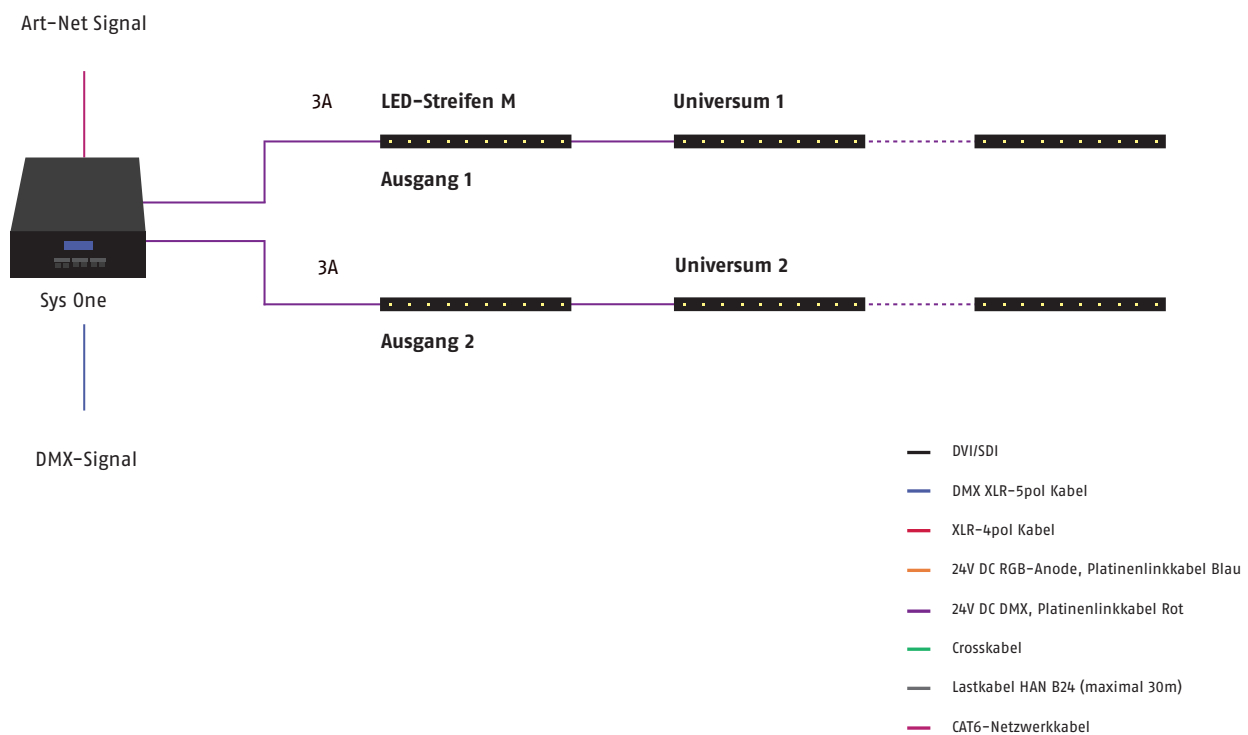 Art-Net Signal
3A
LED-Streifen M
Universum 1
Ausgang 1
3A
Universum 2
Sys One
Ausgang 2
DMX-Signal
DVI/SDI
DMX XLR-5pol Kabel
XLR-4pol Kabel
24V DC RGB-Anode, Platinenlinkkabel Blau
24V DC DMX, Platinenlinkkabel Rot
Crosskabel
Lastkabel HAN B24 (maximal 30m)
CAT6-Netzwerkkabel